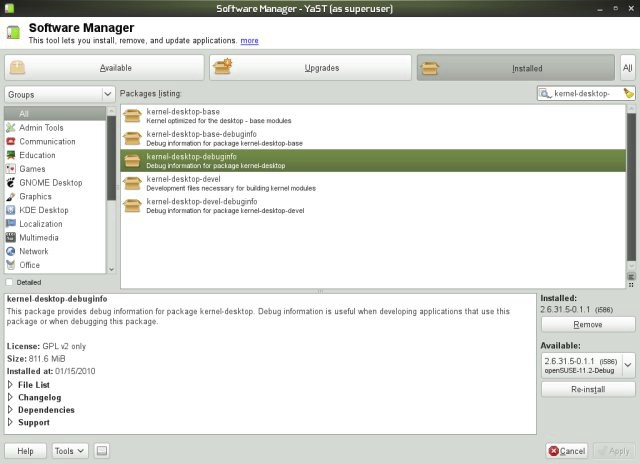 Software Manager - YaST (as superuser)
Software Manager
This tool lets you install, remove, and update applications. more
Available
Upgrades
Installed
All
Groups
Packages listing:
kernel-desktop-
All
Admin Tools
Communication
Education
Games
GNOME Desktop
Graphics
KDE Desktop
Localization
Multimedia
Network
Office
Detailed
kernel-desktop-base
Kernel optimized for the desktop - base modules
kernel-desktop-base-debuginfo
Debug information for package kernel-desktop-base
kernel-desktop-debuginfo
Debug information for package kernel-desktop
kernel-desktop-devel
Development files necessary for building kernel modules
kernel-desktop-devel-debuginfo
Debug information for package kernel-desktop-devel
kernel-desktop-debuginfo
This package provides debug information for package kernel-desktop. Debug information is useful when developing applications that use this
package or when debugging this package.
License: GPL v2 only
Size: 811.6 MiB
Installed at: 01/15/2010
File List
Changelog
Dependencies
Support
Installed:
2.6.31.5-0.1.1 (i586)
Remove
Available:
2.6.31.5-0.1.1 (i586)
openSUSE-11.2-Debug
Re-install
Help
Tools
Cancel
Apply